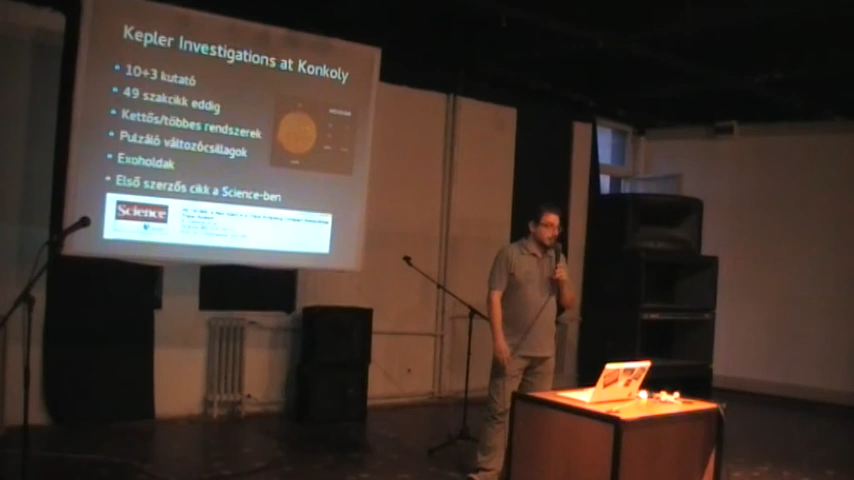 Kepler Investigations at Konkoly
10+3 kutató
49 szakcikk eddig
Kettős/többes rendszerek
Pulzáló változócsillagok
Exoholdak
Első szerzős cikk a Science-ben
Science